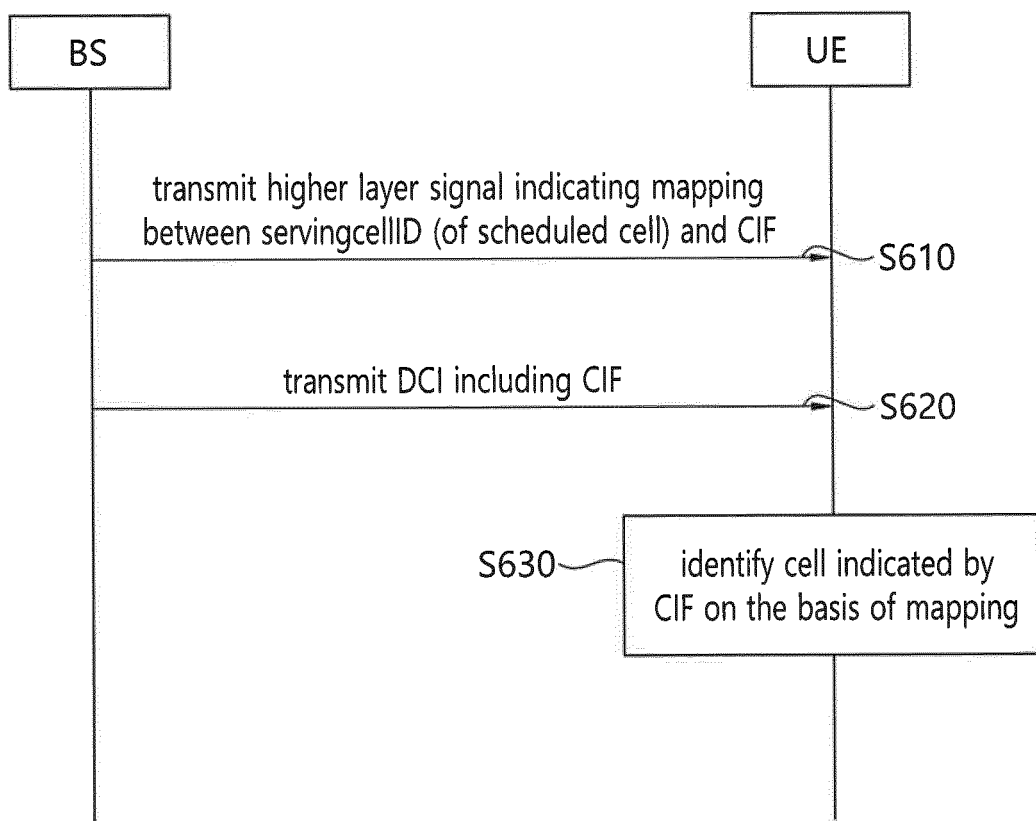 BS
UE
transmit higher layer signal indicating mapping
between servingcellID (of scheduled cell) and CIF
S610
transmit DCI including CIF
S620
S630
identify cell indicated by
CIF on the basis of mapping